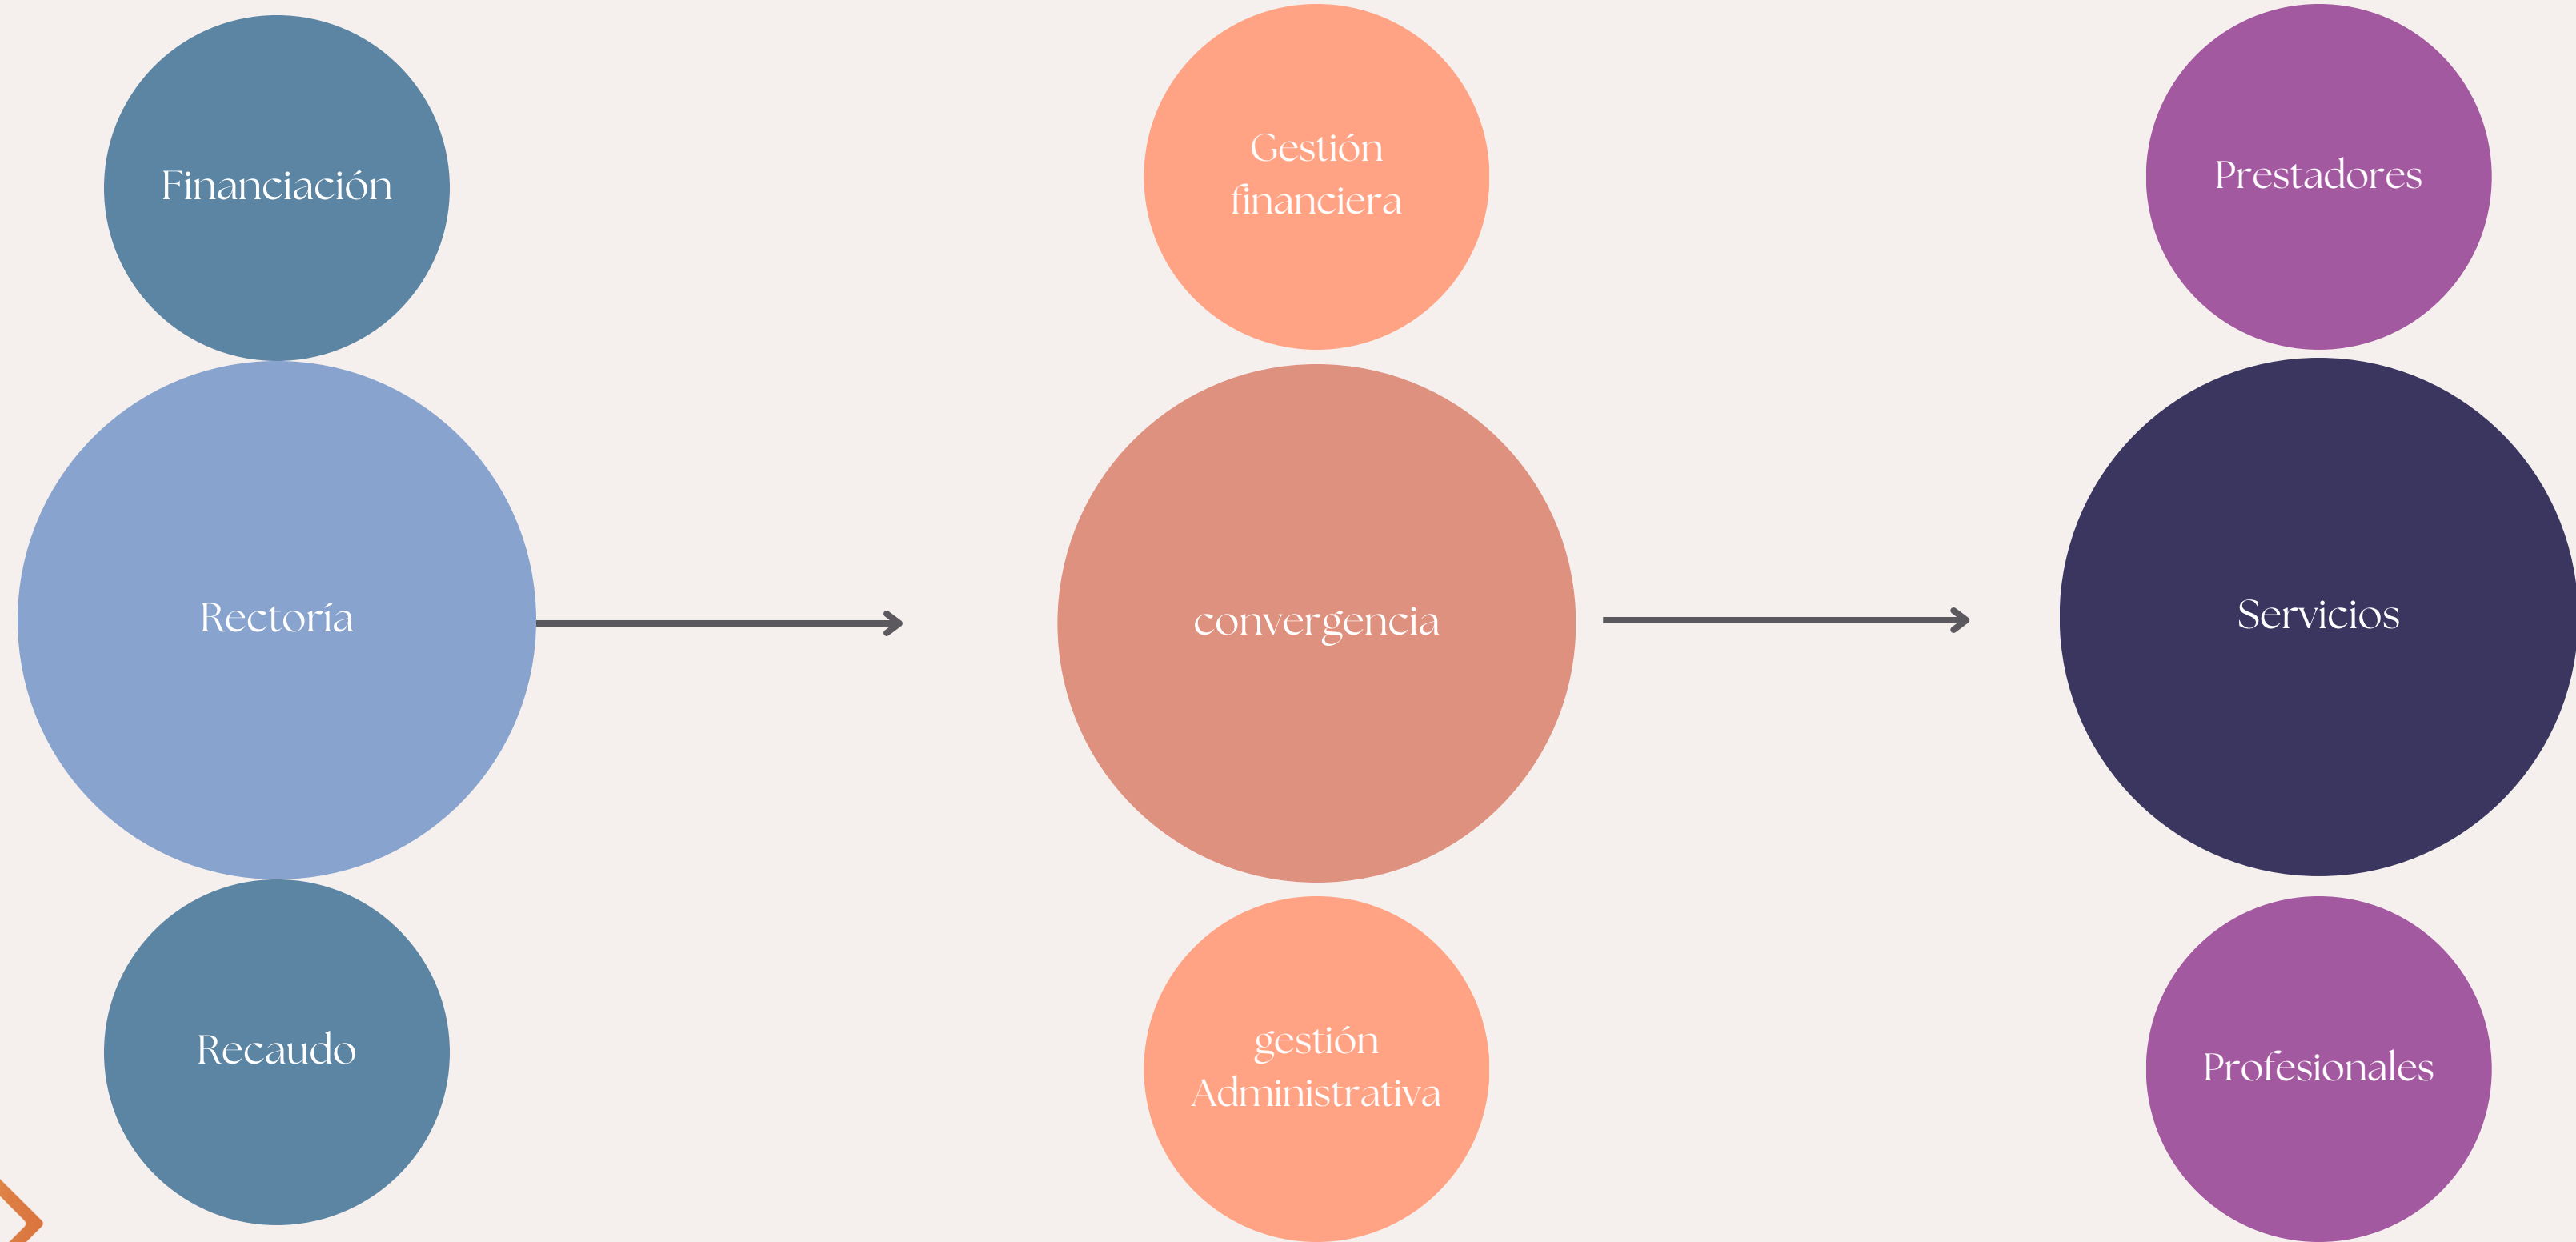 Financiación
Rectoría
Recaudo
Gestión
financiera
convergencia
gestión
Administrativa
Prestadores
Servicios
Profesionales